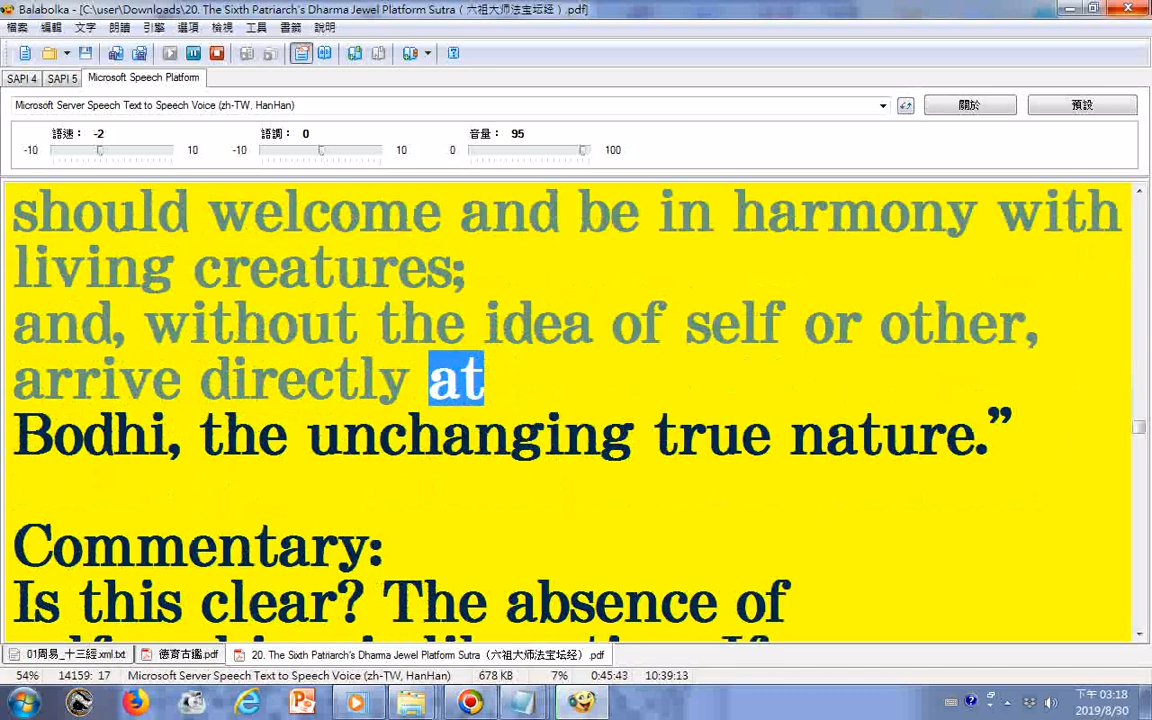 Balabolka - [C:\user\Downloads\20. The Sixth Patriarch's Dharma Jewel Platform Sutra（六祖大师法宝坛经）.pdf]
檔案 編輯 文字 朗讀 引擎 選項 檢視 工具 書籤 說明
SAPI 4 SAPI 5 Microsoft Speech Platform
Microsoft Server Speech Text to Speech Voice (zh-TW, HanHan) 關於 預設
語速： -2 語調： 0 音量： 95
-10 10 -10 10 0 100
should welcome and be in harmony with
living creatures;
and, without the idea of self or other,
arrive directly at
Bodhi, the unchanging true nature.”
Commentary:
Is this clear? The absence of
01周易_十三經.xml.txt 德育古鑑.pdf 20. The Sixth Patriarch's Dharma Jewel Platform Sutra（六祖大师法宝坛经）.pdf
54% 14159: 17 Microsoft Server Speech Text to Speech Voice (zh-TW, HanHan) 678 KB 7% 0:45:43 10:39:13
下午 03:18
2019/8/30